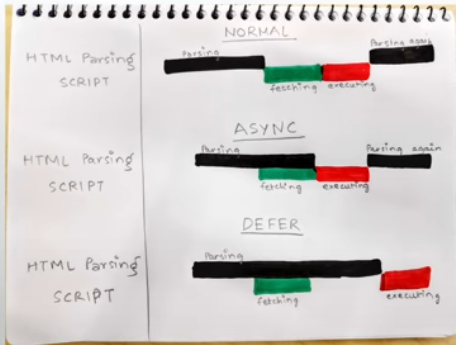 NORMAL
Parsing
Parsing again
HTML Parsing
SCRIPT
fetching
executing
ASYNC
Parsing
Parsing again
HTML Parsing
SCRIPT
fetching
executing
DEFER
Parsing
HTML Parsing
SCRIPT
fetching
executing